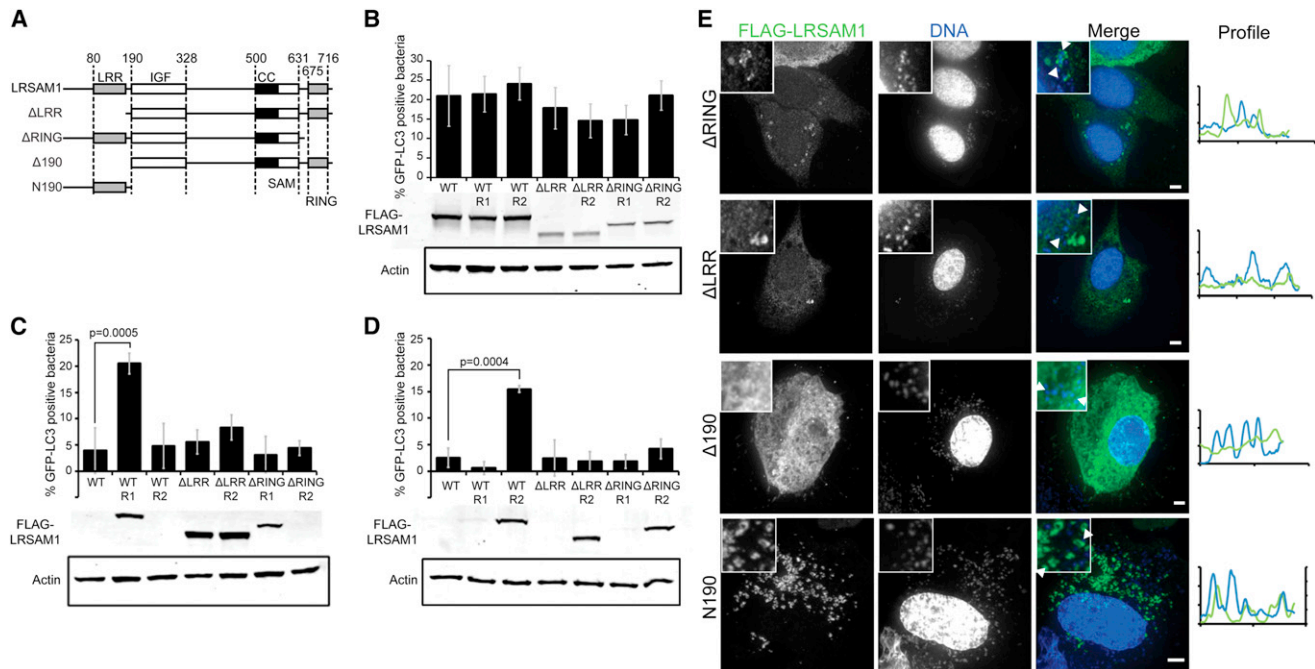 A
80 190 328 500 631 716
675
LRR IGF CC
LRSAM1
ΔLRR
ΔRING
Δ190
N190
SAM
RING
B
% GFP-LC3 positive bacteria
30
25
20
15
10
5
0
WT WT R1 WT R2 ΔLRR ΔLRR R2 ΔRING R1 ΔRING R2
FLAG-LRSAM1
Actin
C
p=0.0005
% GFP-LC3 positive bacteria
25
20
15
10
5
0
WT WT R1 WT R2 ΔLRR ΔLRR R2 ΔRING R1 ΔRING R2
FLAG-LRSAM1
Actin
D
p=0.0004
% GFP-LC3 positive bacteria
25
20
15
10
5
0
WT WT R1 WT R2 ΔLRR ΔLRR R2 ΔRING R1 ΔRING R2
FLAG-LRSAM1
Actin
E
FLAG-LRSAM1 DNA Merge Profile
ΔRING
ΔLRR
Δ190
N190